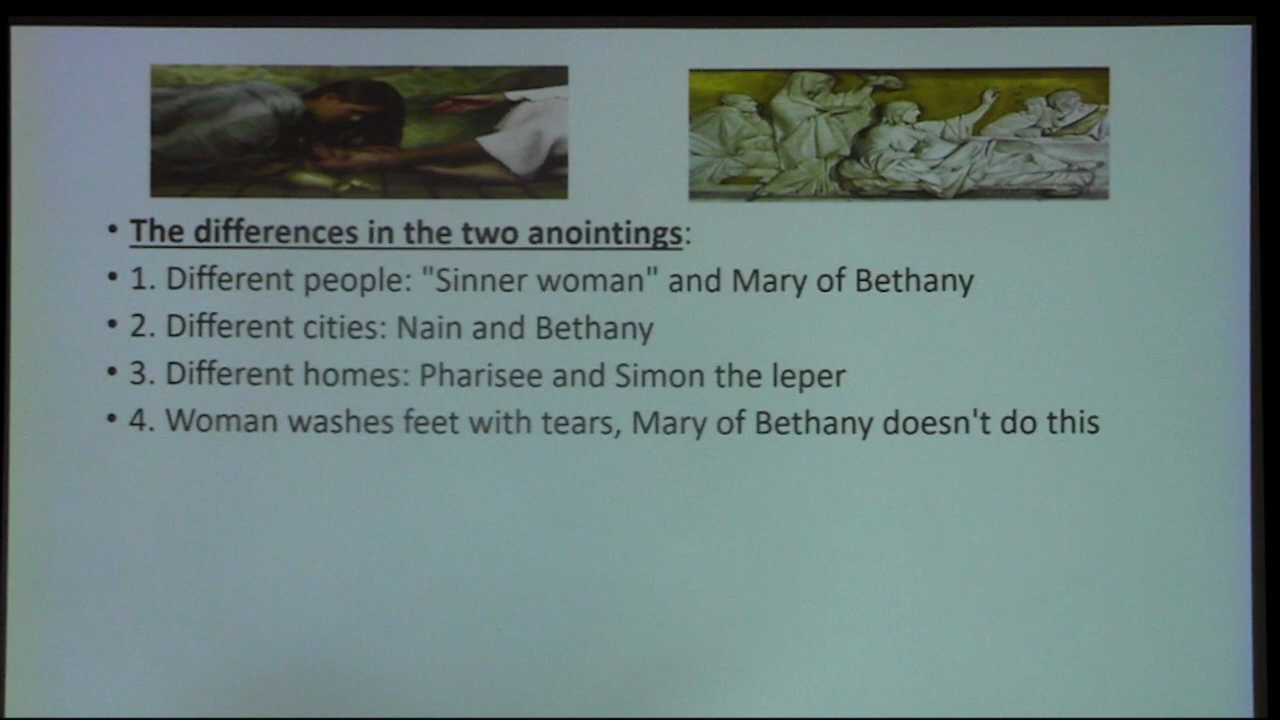 • The differences in the two anointings:
• 1. Different people: "Sinner woman" and Mary of Bethany
• 2. Different cities: Nain and Bethany
• 3. Different homes: Pharisee and Simon the leper
• 4. Woman washes feet with tears, Mary of Bethany doesn't do this